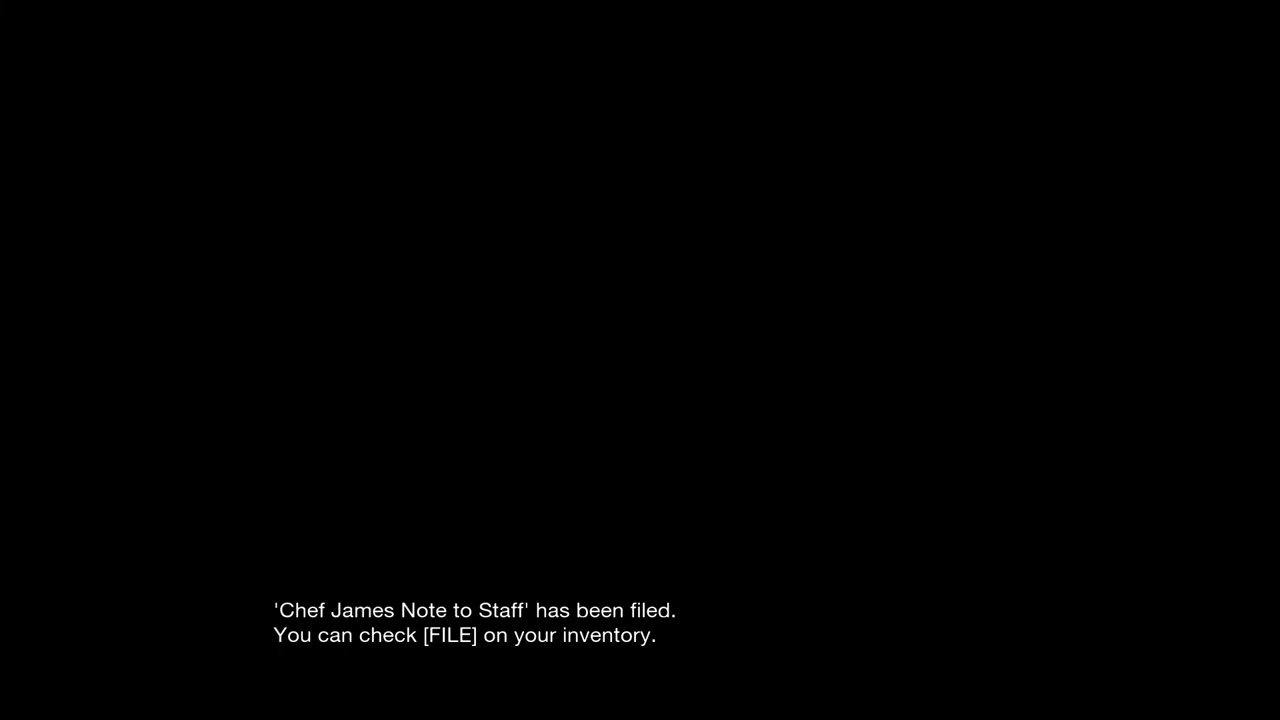 'Chef James Note to Staff' has been filed.
You can check [FILE] on your inventory.